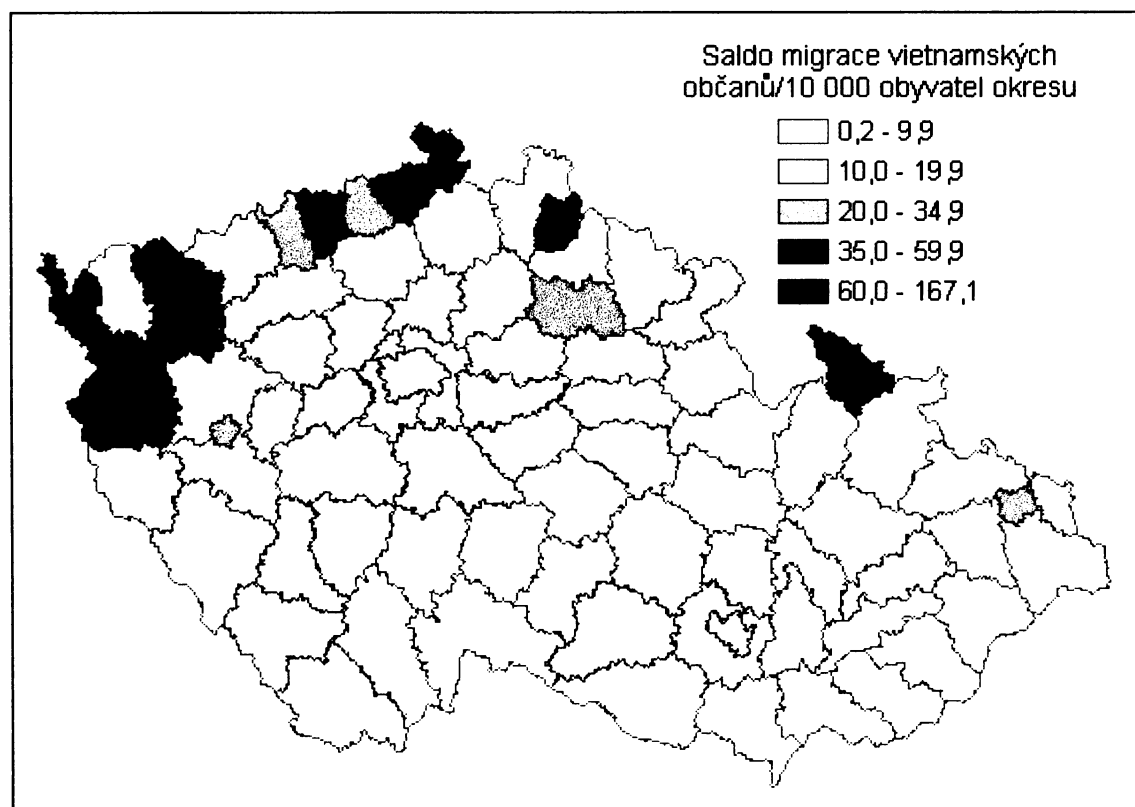 Saldo migrace vietnamských
občanů/10 000 obyvatel okresu
0,2 - 9,9
10,0 - 19,9
20,0 - 34,9
35,0 - 59,9
60,0 - 167,1